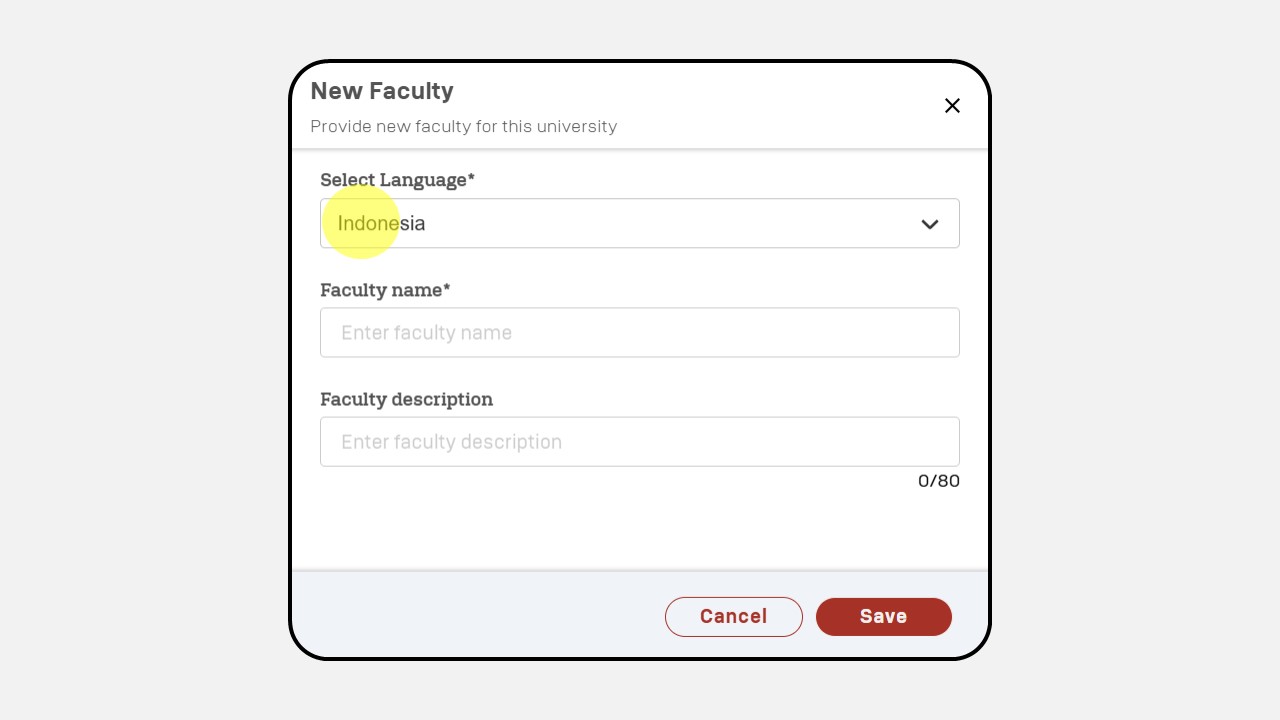 New Faculty
Provide new faculty for this university
Select Language*
Indonesia
Faculty name*
Enter faculty name
Faculty description
Enter faculty description
0/80
Cancel
Save